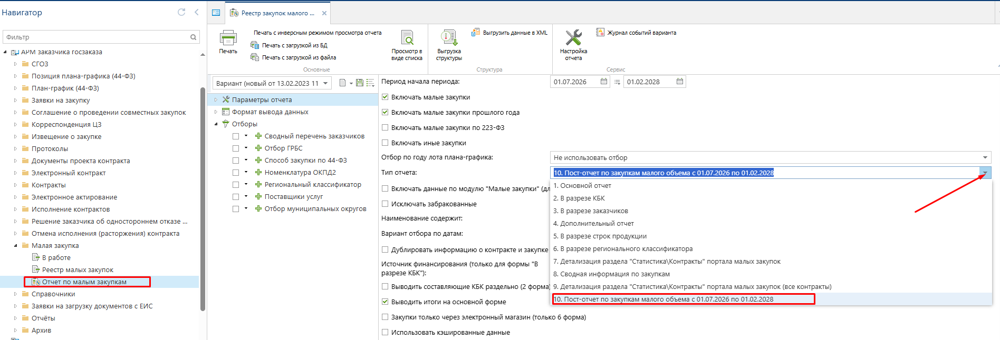 Навигатор
Фильтр
АРМ заказчика госзаказа
СГОЗ
Позиция плана-графика (44-ФЗ)
План-график (44-ФЗ)
Заявки на закупку
Соглашение о проведении совместных закупок
Корреспонденция ЦЗ
Извещение о закупке
Протоколы
Документы проекта контракта
Электронный контракт
Контракты
Электронное актирование
Исполнение контрактов
Решение заказчика об одностороннем отказе ...
Отмена исполнения (расторжения) контракта
Малая закупка
В работе
Реестр малых закупок
Отчет по малым закупкам
Справочники
Заявки на загрузку документов с ЕИС
Отчёты
Архив
Реестр закупок малого ...
Печать
Печать с инверсным режимом просмотра отчета
Печать с загрузкой из БД
Печать с загрузкой из файла
Просмотр в
виде списка
Основные
Выгрузка
структуры
Выгрузить данные в XML
Структура
Настройка
отчета
Журнал событий варианта
Сервис
Вариант (новый от 13.02.2023 11
Параметры отчета
Формат вывода данных
Отборы
Сводный перечень заказчиков
Отбор ГРБС
Способ закупки по 44-ФЗ
Номенклатура ОКПД2
Региональный классификатор
Поставщики услуг
Отбор муниципальных округов
Период начала периода: 01.07.2026 01.02.2028
Включать малые закупки
Включать малые закупки прошлого года
Включать малые закупки по 223-ФЗ
Включать иные закупки
Отбор по году лота плана-графика: Не использовать отбор
Тип отчета: 10. Пост-отчет по закупкам малого объема с 01.07.2026 по 01.02.2028
1. Основной отчет
2. В разрезе КБК
3. В разрезе заказчиков
4. Дополнительный отчет
5. В разрезе строк продукции
6. В разрезе регионального классификатора
7. Детализация раздела "Статистика\Контракты" портала малых закупок
8. Сводная информация по закупкам
9. Детализация раздела "Статистика\Контракты" портала малых закупок (все контракты)
10. Пост-отчет по закупкам малого объема с 01.07.2026 по 01.02.2028
Включать данные по модулю "Малые закупки" (дл
Исключать забракованные
Наименование содержит:
Вариант отбора по датам:
Дублировать информацию о контракте и закупке
Источник финансирования (только для формы "В
разрезе КБК"):
Выводить составляющие КБК раздельно (2 форма)
Выводить итоги на основной форме
Закупки только через электронный магазин (только 6 форма)
Использовать кэшированные данные